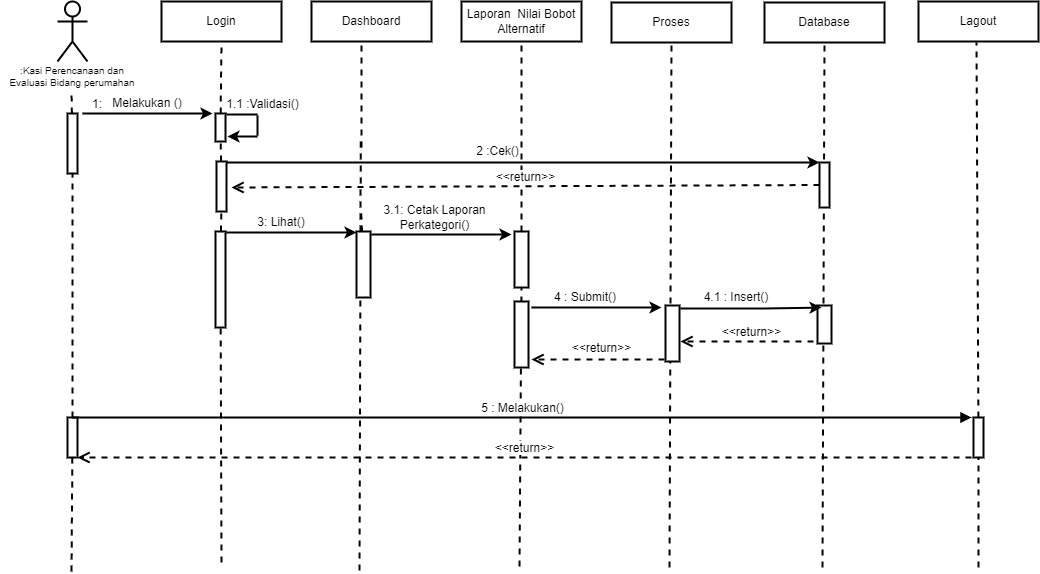 Login
Dashboard
Laporan Nilai Bobot
Alternatif
Proses
Database
Lagout
:Kasi Perencanaan dan
Evaluasi Bidang perumahan
1: Melakukan ()
1.1 :Validasi()
2 :Cek()
<<return>>
3: Lihat()
3.1: Cetak Laporan
Perkategori()
4 : Submit()
4.1 : Insert()
<<return>>
<<return>>
5 : Melakukan()
<<return>>